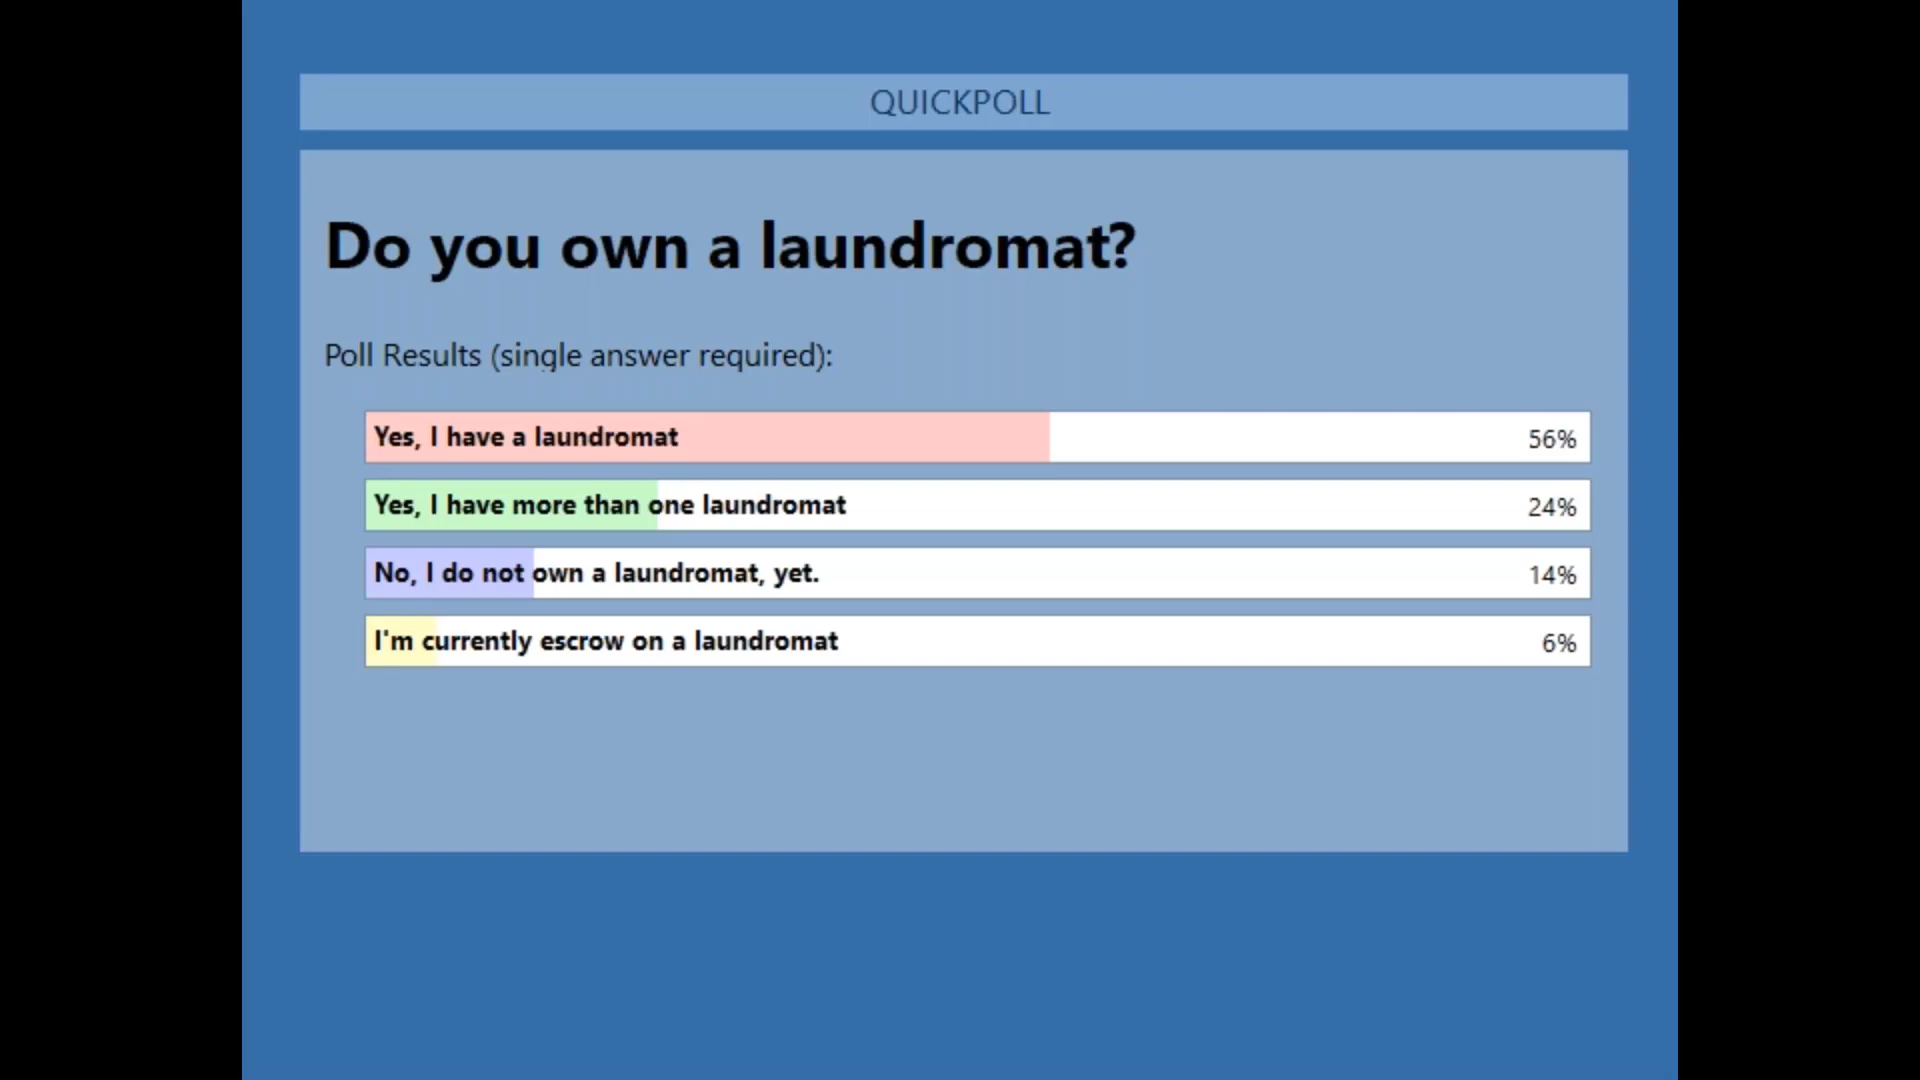 QUICKPOLL
Do you own a laundromat?
Poll Results (single answer required):
Yes, I have a laundromat 56%
Yes, I have more than one laundromat 24%
No, I do not own a laundromat, yet. 14%
I'm currently escrow on a laundromat 6%